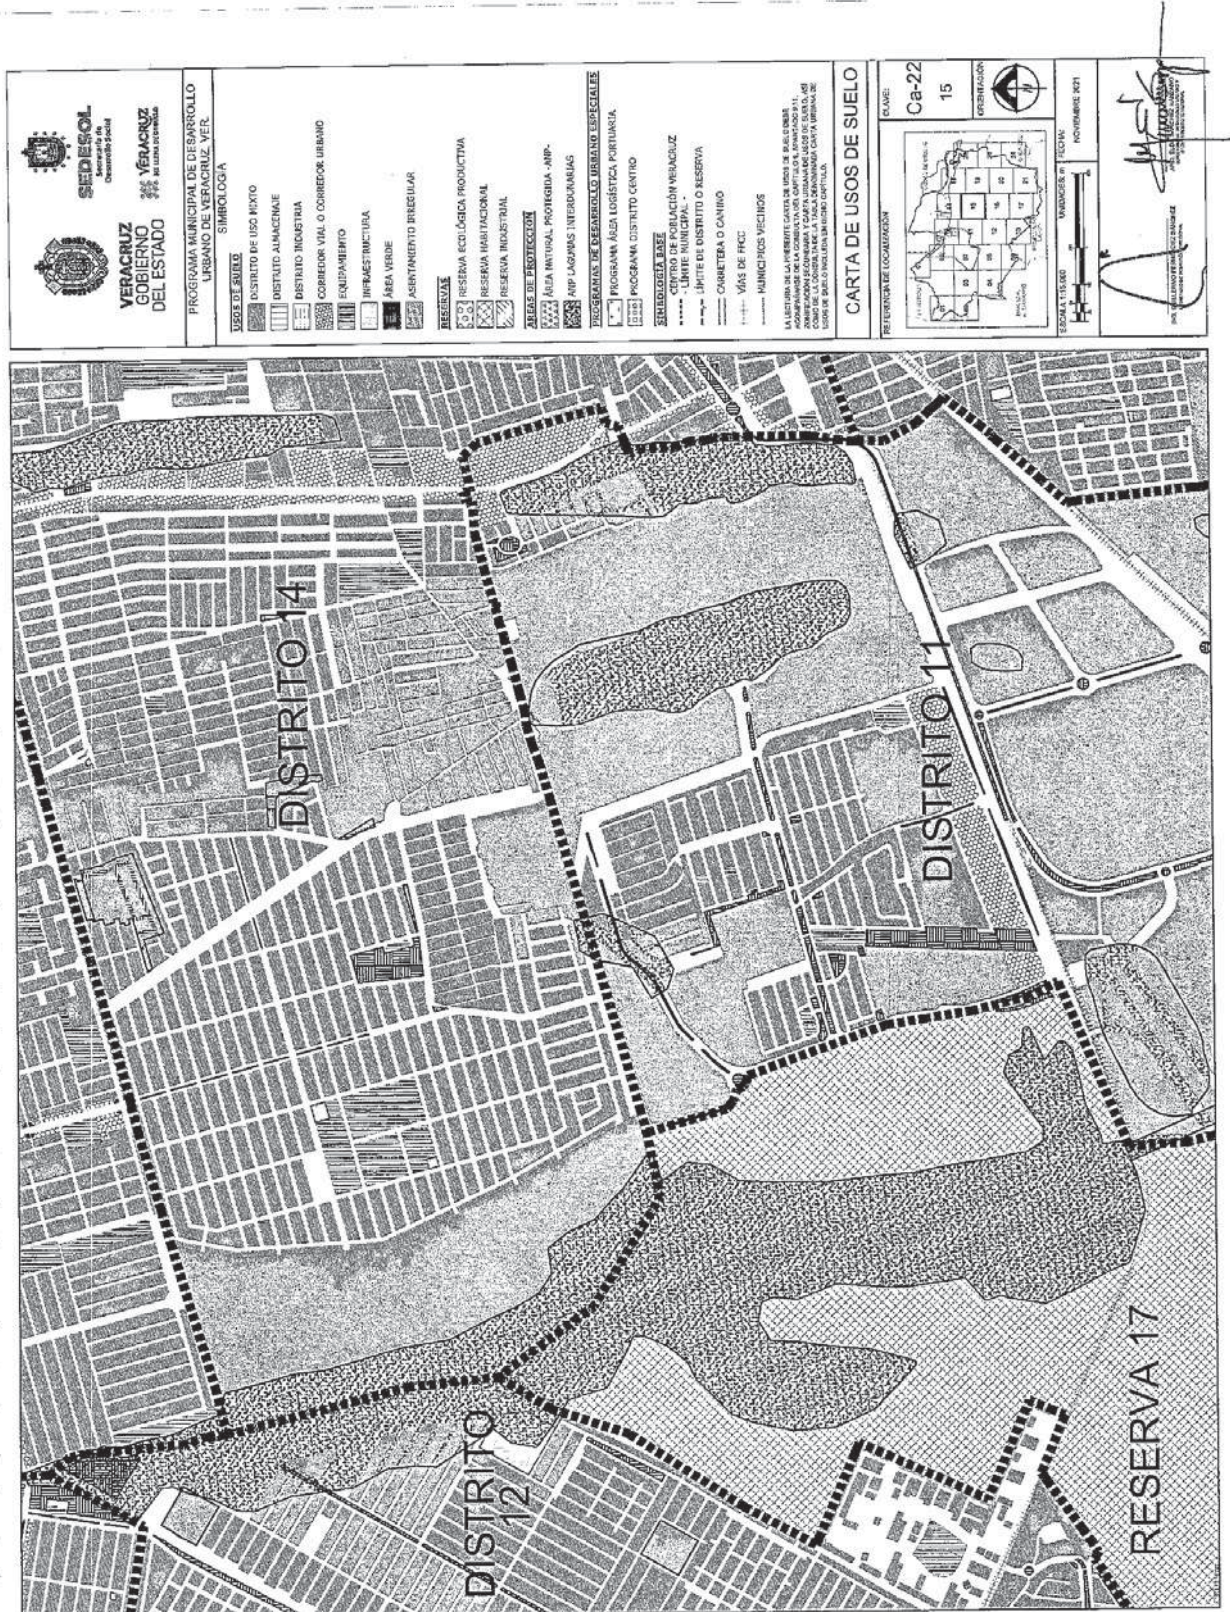 VERACRUZ
GOBIERNO
DEL ESTADO
SEDESOL
Secretaría de
Desarrollo Social
VERACRUZ
PROGRAMA MUNICIPAL DE DESARROLLO
URBANO DE VERACRUZ, VER.
SIMBOLOGÍA
USOS DE SUELO
DISTRITO DE USO MIXTO
DISTRITO ALMACENAJE
DISTRITO INDUSTRIA
CORREDOR VIAL O CORREDOR URBANO
EQUIPAMIENTO
INFRAESTRUCTURA
ÁREA VERDE
ASENTAMIENTO IRREGULAR
RESERVAS
RESERVA ECOLÓGICA PRODUCTIVA
RESERVA HABITACIONAL
RESERVA INDUSTRIAL
ÁREAS DE PROTECCIÓN
ÁREA NATURAL PROTEGIDA - ANP-
ANP LAGUNAS INTERDUNARIAS
PROGRAMAS DE DESARROLLO URBANO ESPECIALES
PROGRAMA ÁREA LOGÍSTICA PORTUARIA
PROGRAMA DISTRITO CENTRO
SIMBOLOGÍA BASE
CENTRO DE POBLACIÓN VERACRUZ
- LÍMITE MUNICIPAL -
LÍMITE DE DISTRITO O RESERVA
CARRETERA O CAMINO
VÍAS DE FFCC
MUNICIPIOS VECINOS
CARTA DE USOS DE SUELO
REFERENCIA DE LOCALIZACIÓN
CLAVE:
Ca-22
15
ORIENTACIÓN
ESCALA 1:15,000
UNIDADES: m
FECHA:
NOVIEMBRE 2021
DISTRITO 14
DISTRITO 11
DISTRITO
12
RESERVA 17